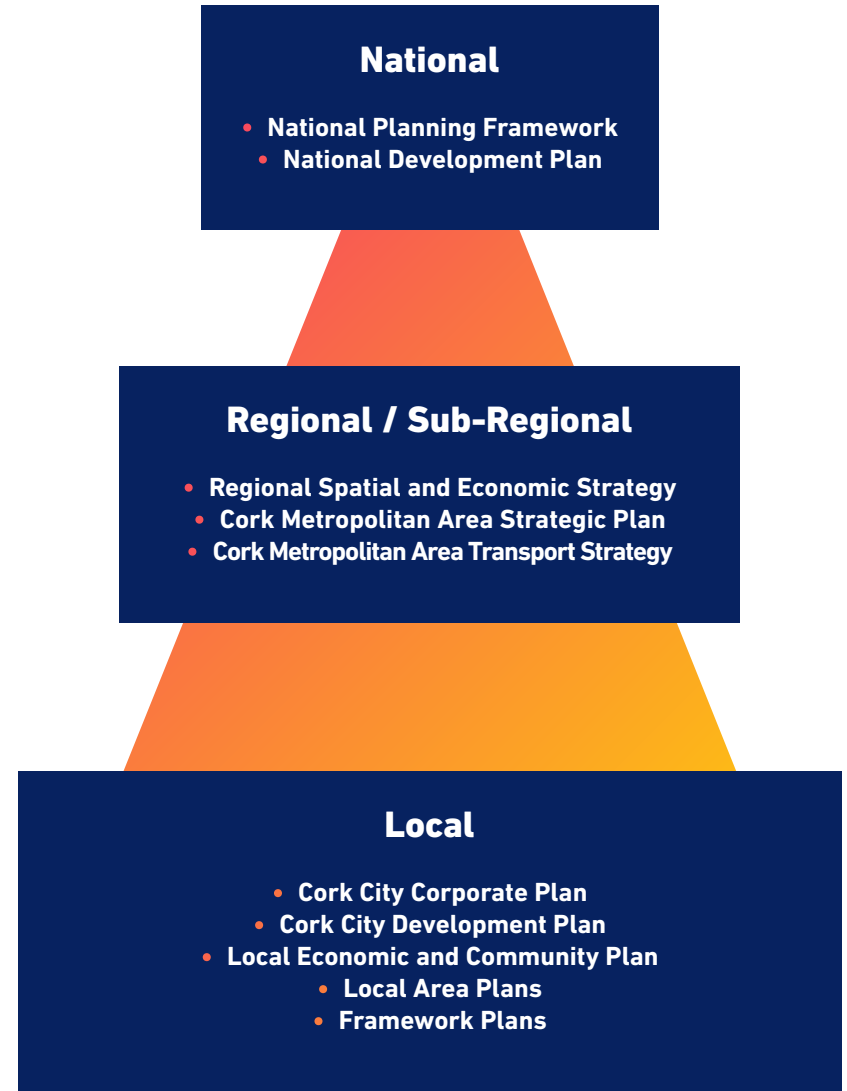 National
• National Planning Framework
• National Development Plan
Regional / Sub-Regional
• Regional Spatial and Economic Strategy
• Cork Metropolitan Area Strategic Plan
• Cork Metropolitan Area Transport Strategy
Local
• Cork City Corporate Plan
• Cork City Development Plan
• Local Economic and Community Plan
• Local Area Plans
• Framework Plans